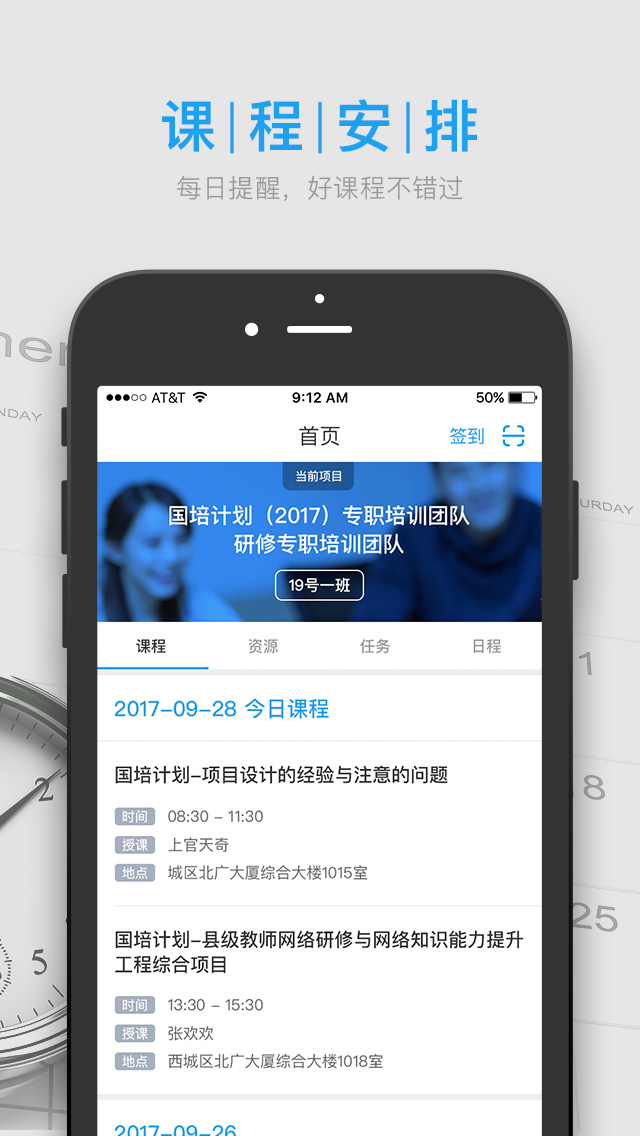 课|程|安|排
每日提醒，好课程不错过
AT&T 9:12 AM 50%
首页 签到
当前项目
国培计划（2017）专职培训团队
研修专职培训团队
19号一班
课程 资源 任务 日程
2017-09-28 今日课程
国培计划-项目设计的经验与注意的问题
时间 08:30 - 11:30
授课 上官天奇
地点 城区北广大厦综合大楼1015室
国培计划-县级教师网络研修与网络知识能力提升
工程综合项目
时间 13:30 - 15:30
授课 张欢欢
地点 西城区北广大厦综合大楼1018室
2017-09-26
NDAY
URDAY
1
8
25
2
5